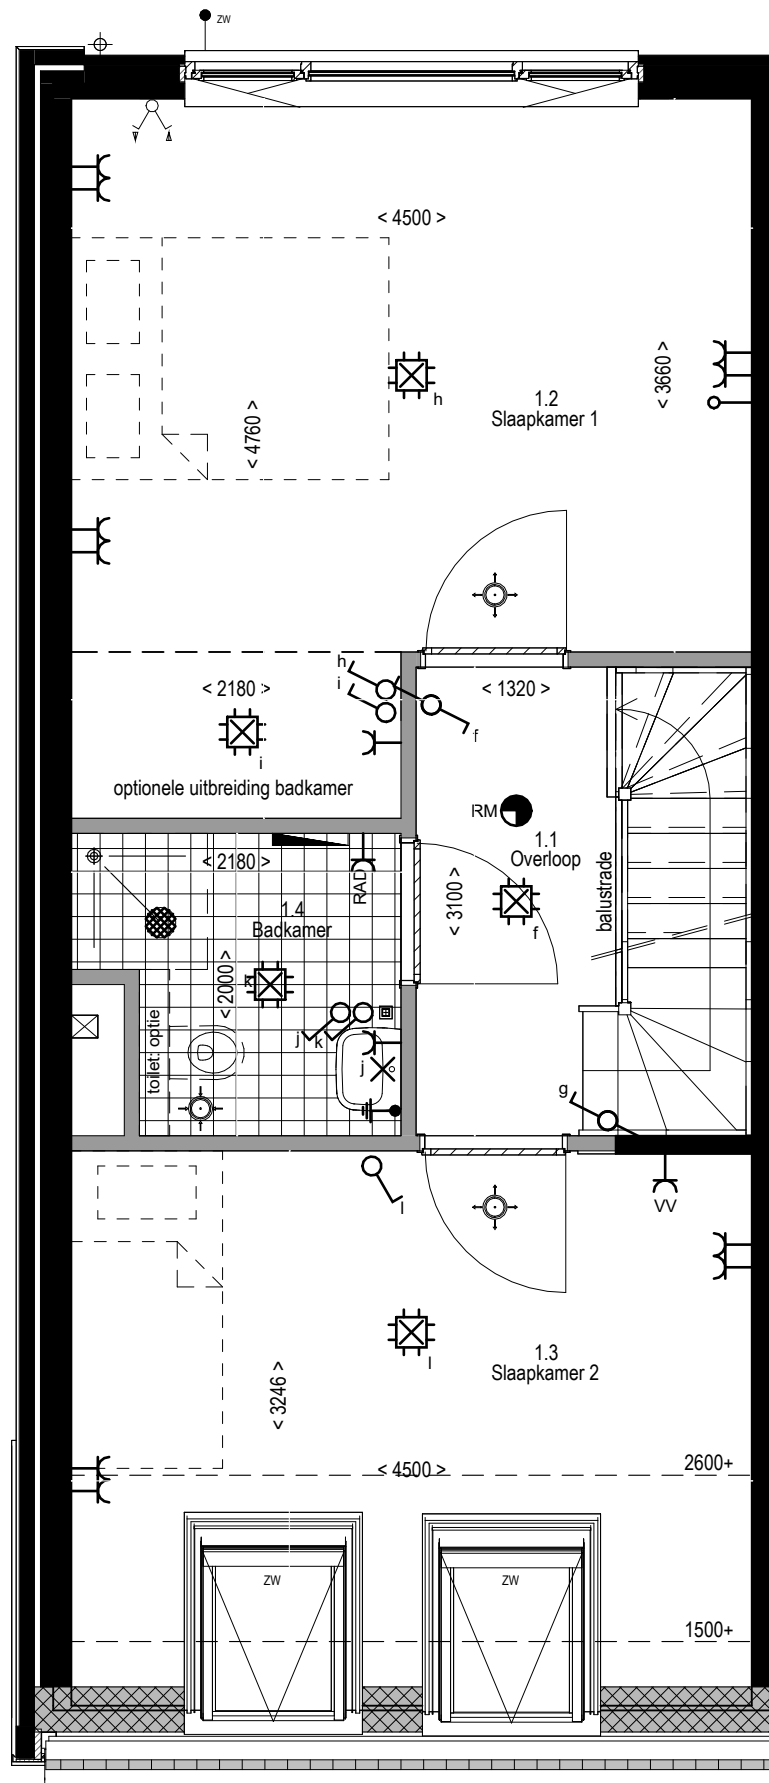 ZW
< 4500 >
< 3660 >
h
1.2
Slaapkamer 1
< 4760 >
h
i
< 2180 >
< 1320 >
f
i
optionele uitbreiding badkamer
RM
1.1
Overloop
< 2180 >
RAD
< 3100 >
balustrade
1.4
Badkamer
f
< 2000 >
toilet: optie
j
k
j
g
VV
l
l
1.3
Slaapkamer 2
< 3246 >
< 4500 >
2600+
ZW
ZW
1500+